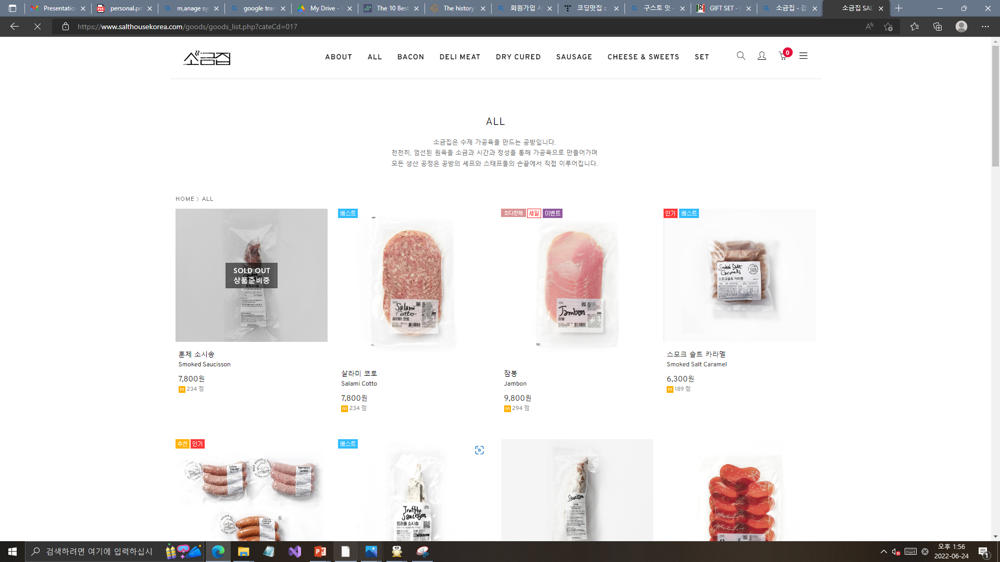 Presentation
personal.pd
m,anage sy
google tran
My Drive -
The 10 Best
The history
회원가입 시
코딩맛집 ::
구스토 잇 -
GIFT SET -
소금집 - 검
소금집 SAL
https://www.salthousekorea.com/goods/goods_list.php?cateCd=017
소금집
ABOUT
ALL
BACON
DELI MEAT
DRY CURED
SAUSAGE
CHEESE & SWEETS
SET
0
ALL
소금집은 수제 가공육을 만드는 공방입니다.
천천히, 엄선된 원육을 소금과 시간과 정성을 통해 가공육으로 만들어가며
모든 생산 공정은 공방의 셰프와 스태프들의 손끝에서 직접 이루어집니다.
HOME > ALL
SOLD OUT
상품준비중
훈제 소시송
훈제 소시송
Smoked Saucisson
7,800원
m 234 점
베스트
Salami
Cotto
살라미 코토
살라미 코토
Salami Cotto
7,800원
m 234 점
최다판매 세일 이벤트
Jambon
잠봉
잠봉
Jambon
9,800원
m 294 점
인기 베스트
Smoked Salt
Caramels
스모크솔트 카라멜
스모크 솔트 카라멜
Smoked Salt Caramel
6,300원
m 189 점
추천 인기
베스트
Truffle
Saucisson
트러플 소시송
Saucisson
검색하려면 여기에 입력하십시
오후 1:56
2022-06-24
1